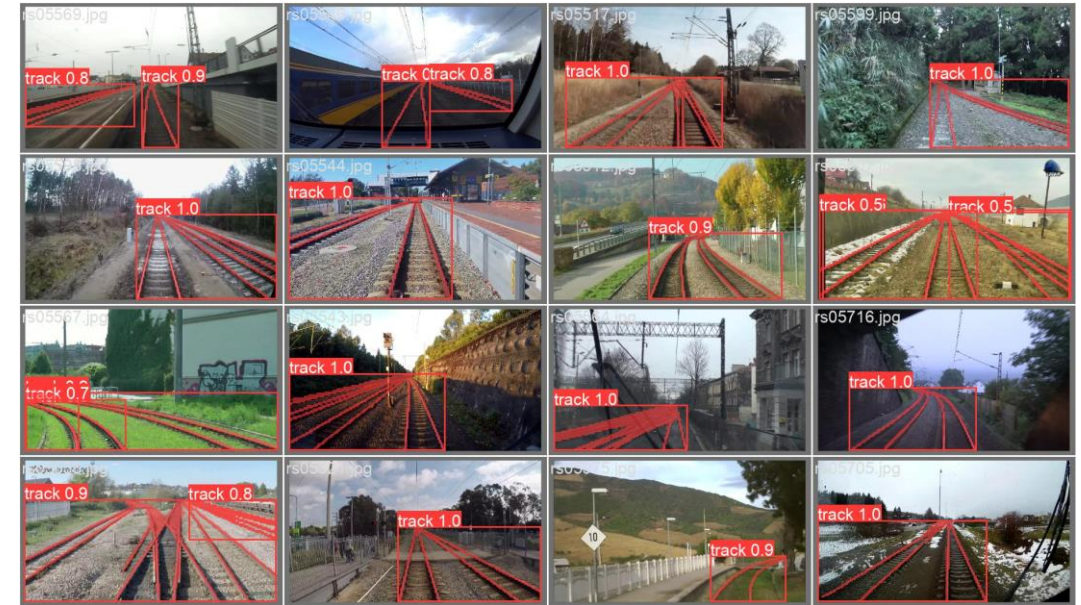 rs05569.jpg
track 0.8
track 0.9
track 0.8
rs05517.jpg
track 1.0
rs05599.jpg
track 1.0
track 1.0
rs05544.jpg
track 1.0
track 0.9
track 0.5
track 0.5
rs05567.jpg
track 0.7
rs05543.jpg
track 1.0
track 1.0
rs05716.jpg
track 1.0
track 0.9
track 0.8
track 1.0
10
track 0.9
rs05705.jpg
track 1.0